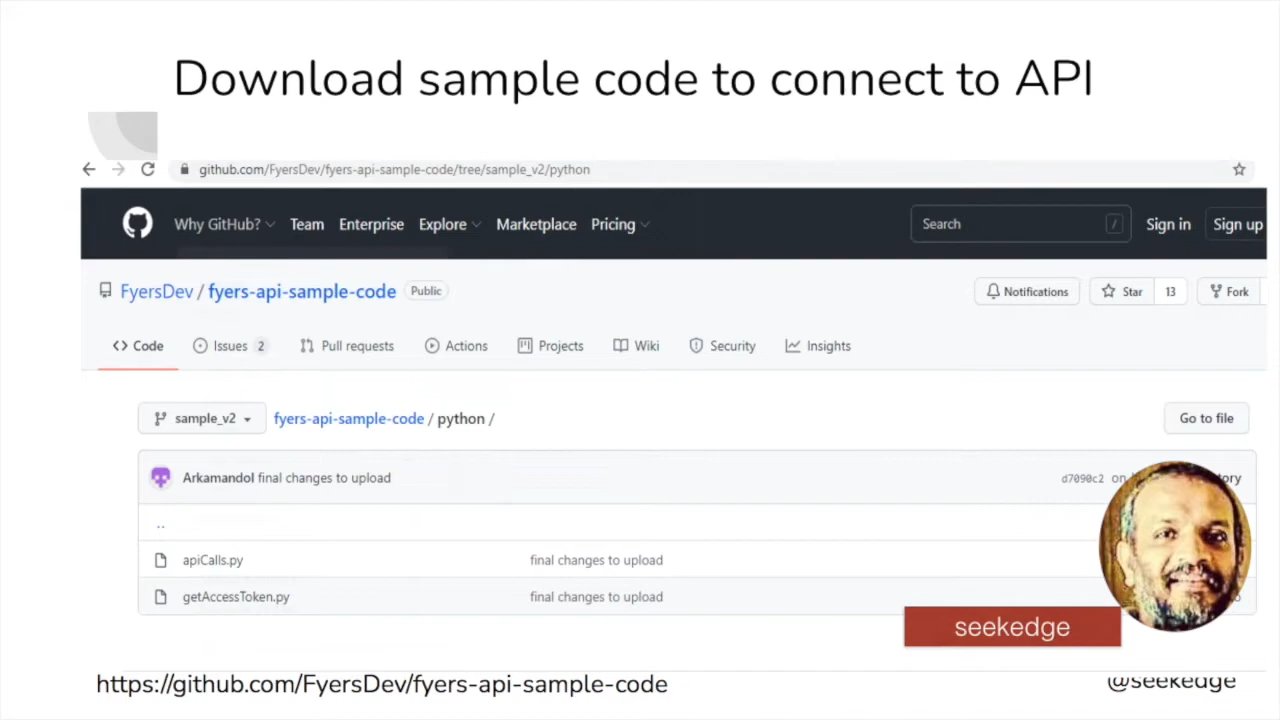 Download sample code to connect to API
github.com/FyersDev/fyers-api-sample-code/tree/sample_v2/python
Why GitHub? Team Enterprise Explore Marketplace Pricing Search / Sign in Sign up
FyersDev / fyers-api-sample-code Public Notifications Star 13 Fork
Code Issues 2 Pull requests Actions Projects Wiki Security Insights
sample_v2 fyers-api-sample-code / python / Go to file
Arkamandol final changes to upload d7090c2 on
..
apiCalls.py final changes to upload
getAccessToken.py final changes to upload
seekedge
https://github.com/FyersDev/fyers-api-sample-code @seekedge